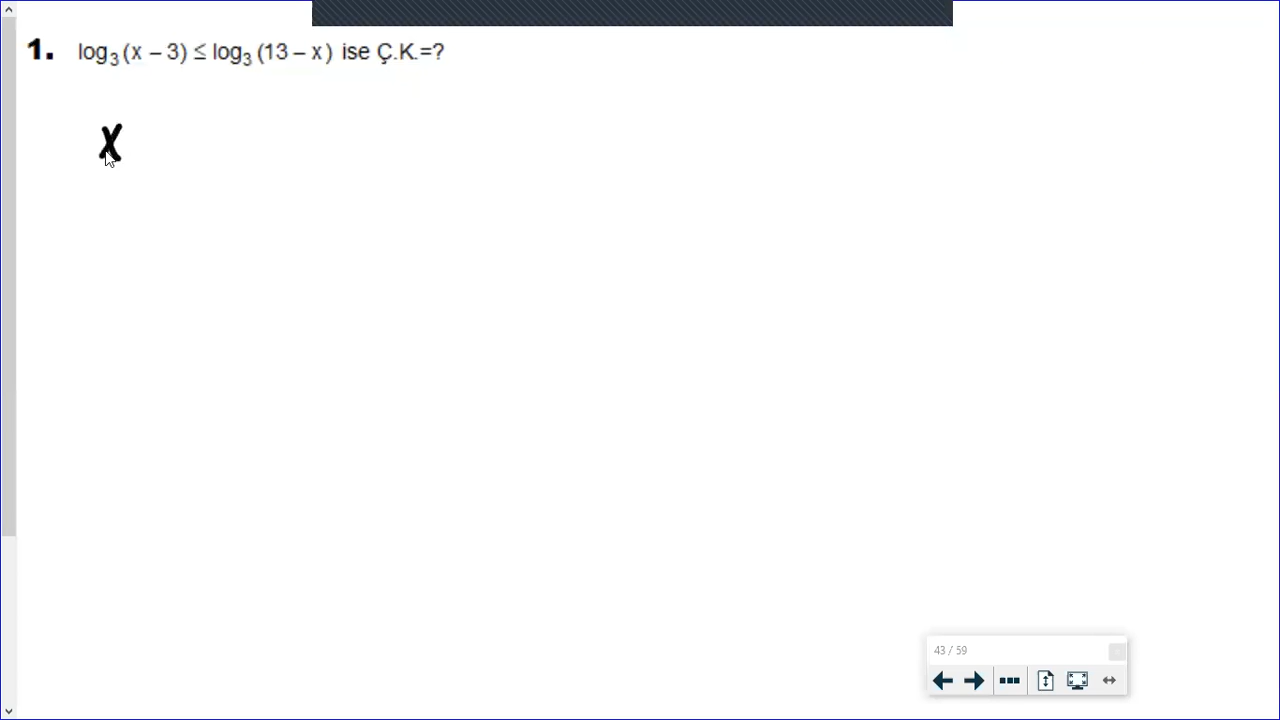 1. log₃(x – 3) ≤ log₃(13 – x) ise Ç.K.=?
x
43 / 59